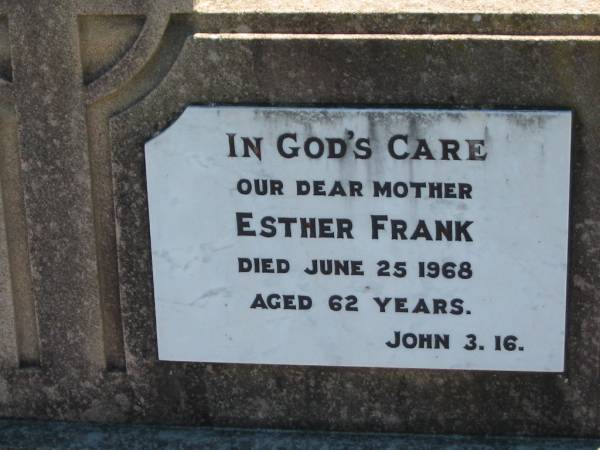 IN GOD'S CARE
OUR DEAR MOTHER
ESTHER FRANK
DIED JUNE 25 1968
AGED 62 YEARS.
JOHN 3. 16.